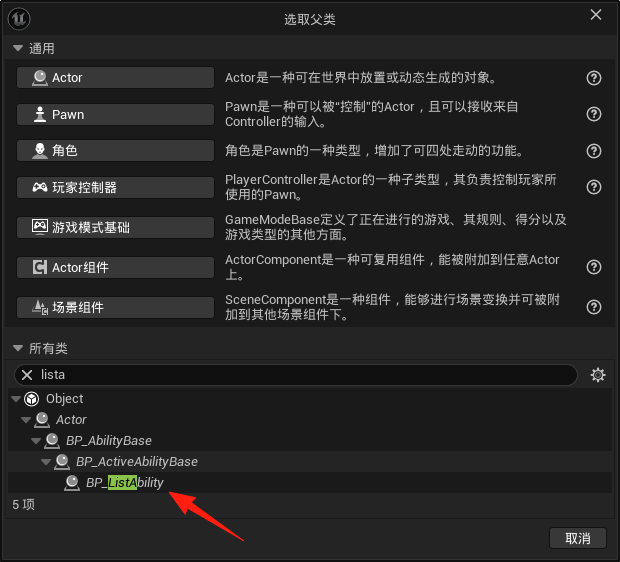 选取父类
通用
Actor
Actor是一种可在世界中放置或动态生成的对象。
Pawn
Pawn是一种可以被“控制”的Actor，且可以接收来自
Controller的输入。
角色
角色是Pawn的一种类型，增加了可四处走动的功能。
玩家控制器
PlayerController是Actor的一种子类型，其负责控制玩家所
使用的Pawn。
游戏模式基础
GameModeBase定义了正在进行的游戏、其规则、得分以及
游戏类型的其他方面。
Actor组件
ActorComponent是一种可复用组件，能被附加到任意Actor
上。
场景组件
SceneComponent是一种组件，能够进行场景变换并可被附
加到其他场景组件下。
所有类
lista
Object
Actor
BP_AbilityBase
BP_ActiveAbilityBase
BP_ListAbility
5 项
取消